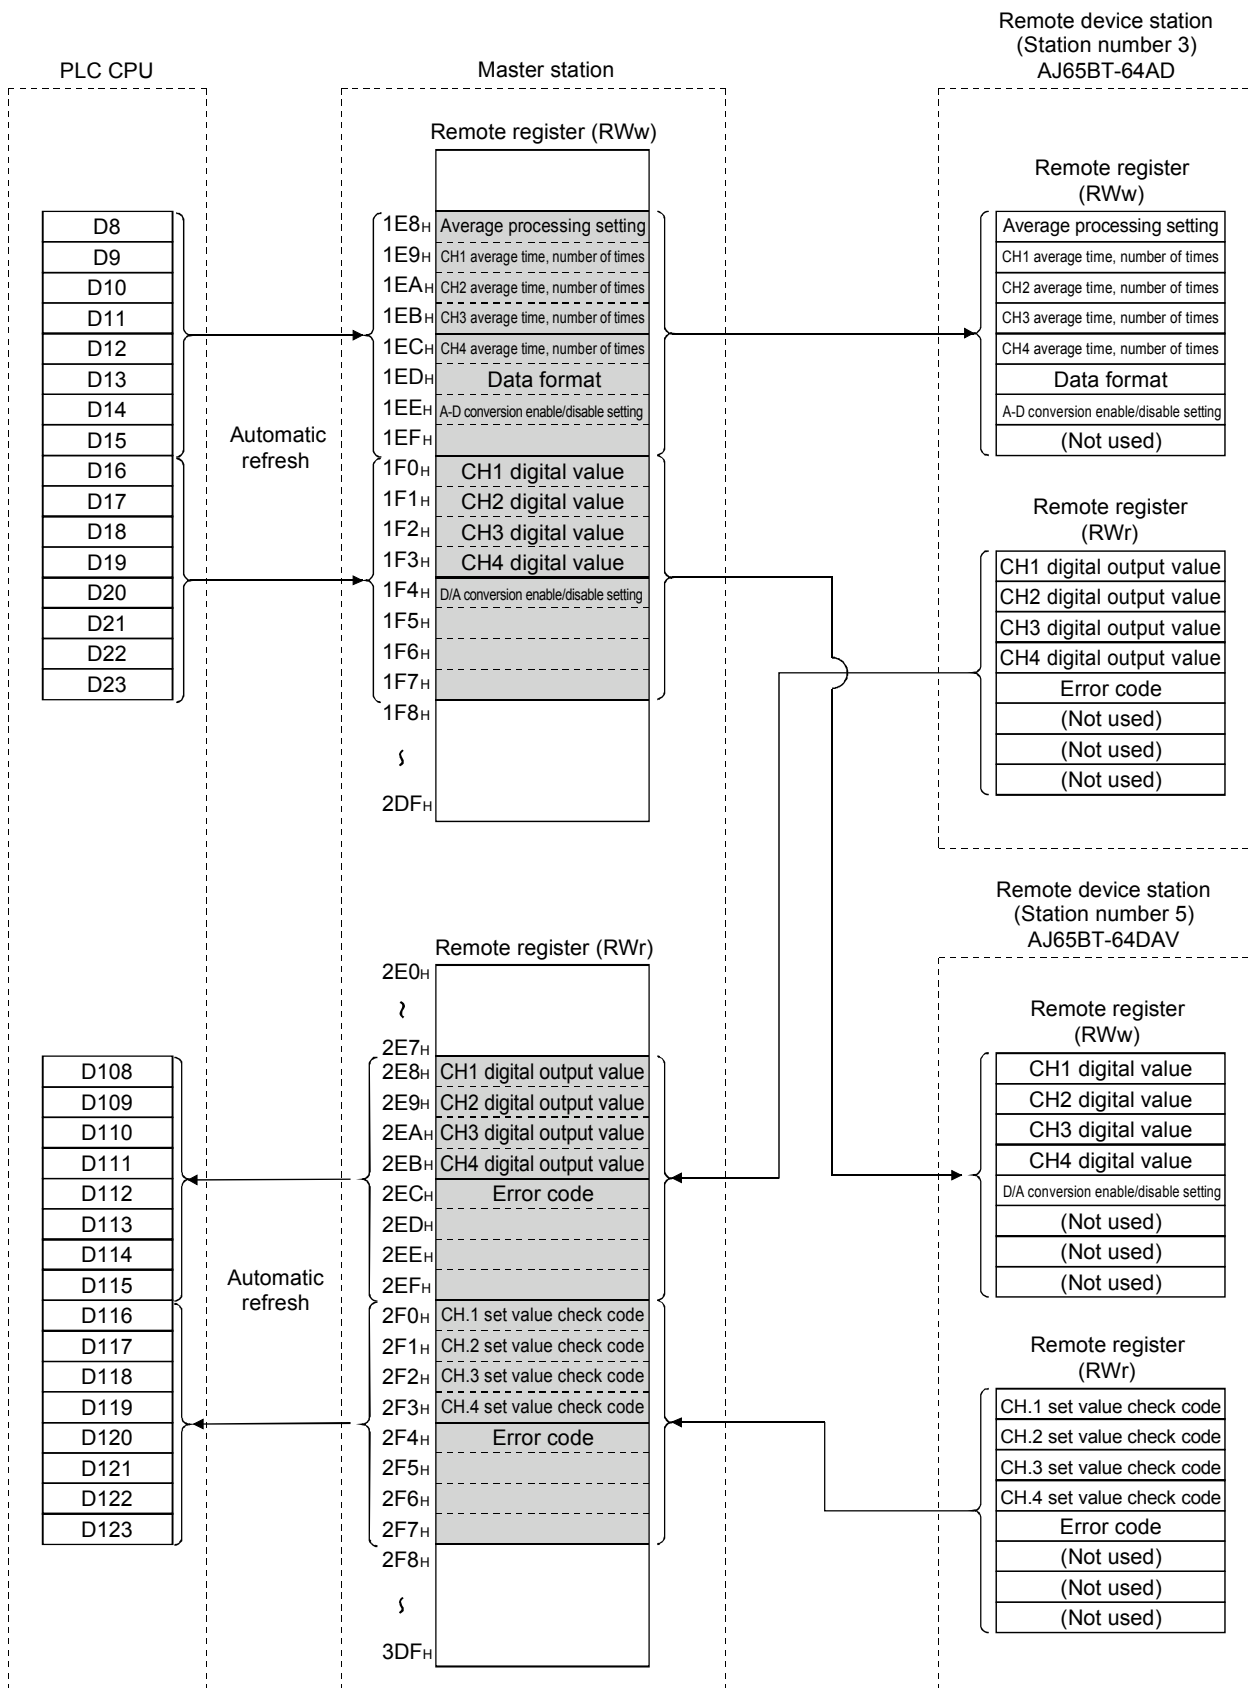 PLC CPU
Master station
Remote device station
(Station number 3)
AJ65BT-64AD
Remote register (RWw)
D8
D9
D10
D11
D12
D13
D14
D15
D16
D17
D18
D19
D20
D21
D22
D23
Automatic
refresh
1E8H Average processing setting
1E9H CH1 average time, number of times
1EAH CH2 average time, number of times
1EBH CH3 average time, number of times
1ECH CH4 average time, number of times
1EDH Data format
1EEH A-D conversion enable/disable setting
1EFH
1F0H CH1 digital value
1F1H CH2 digital value
1F2H CH3 digital value
1F3H CH4 digital value
1F4H D/A conversion enable/disable setting
1F5H
1F6H
1F7H
1F8H
2DFH
Remote register
(RWw)
Average processing setting
CH1 average time, number of times
CH2 average time, number of times
CH3 average time, number of times
CH4 average time, number of times
Data format
A-D conversion enable/disable setting
(Not used)
Remote register
(RWr)
CH1 digital output value
CH2 digital output value
CH3 digital output value
CH4 digital output value
Error code
(Not used)
(Not used)
(Not used)
Remote register (RWr)
D108
D109
D110
D111
D112
D113
D114
D115
D116
D117
D118
D119
D120
D121
D122
D123
Automatic
refresh
2E0H
2E7H
2E8H CH1 digital output value
2E9H CH2 digital output value
2EAH CH3 digital output value
2EBH CH4 digital output value
2ECH Error code
2EDH
2EEH
2EFH
2F0H CH.1 set value check code
2F1H CH.2 set value check code
2F2H CH.3 set value check code
2F3H CH.4 set value check code
2F4H Error code
2F5H
2F6H
2F7H
2F8H
3DFH
Remote device station
(Station number 5)
AJ65BT-64DAV
Remote register
(RWw)
CH1 digital value
CH2 digital value
CH3 digital value
CH4 digital value
D/A conversion enable/disable setting
(Not used)
(Not used)
(Not used)
Remote register
(RWr)
CH.1 set value check code
CH.2 set value check code
CH.3 set value check code
CH.4 set value check code
Error code
(Not used)
(Not used)
(Not used)